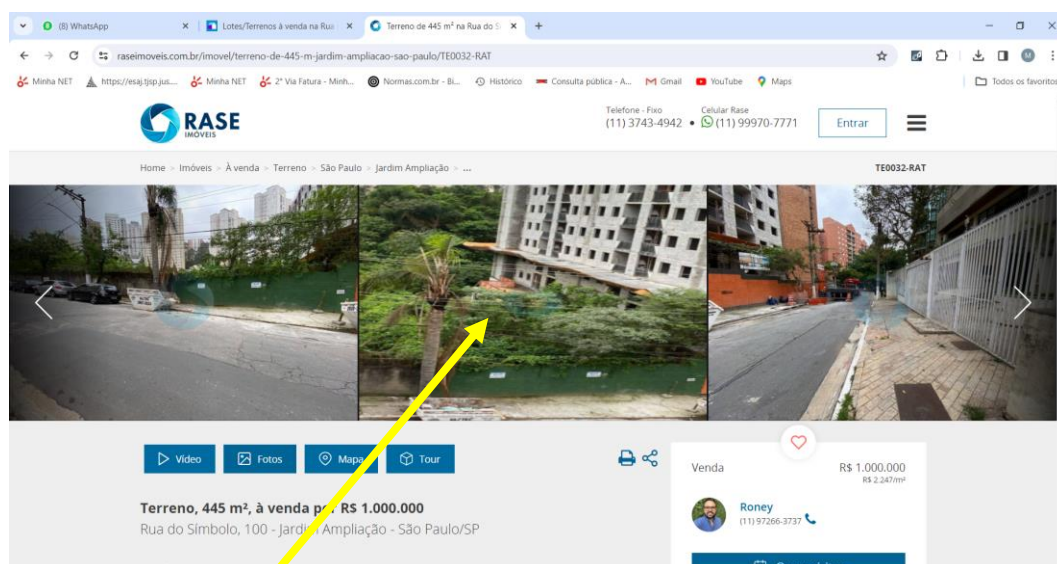 (8) WhatsApp
Lotes/Terrenos à venda na Rua
Terreno de 445 m² na Rua do S
raseimoveis.com.br/imovel/terreno-de-445-m-jardim-ampliacao-sao-paulo/TE0032-RAT
Minha NET https://esaj.tjsp.jus.... Minha NET 2° Via Fatura - Minh... Normas.com.br - Bi... Histórico Consulta pública - A... Gmail YouTube Maps Todos os favoritos
RASE
IMÓVEIS
Telefone - Fixo
(11) 3743-4942
Celular Rase
(11) 99970-7771
Entrar
Home > Imóveis > À venda > Terreno > São Paulo > Jardim Ampliação > ...
TE0032-RAT
Vídeo
Fotos
Mapa
Tour
Terreno, 445 m², à venda por R$ 1.000.000
Rua do Símbolo, 100 - Jardim Ampliação - São Paulo/SP
Venda
R$ 1.000.000
R$ 2.247/m²
Roney
(11) 97266-3737